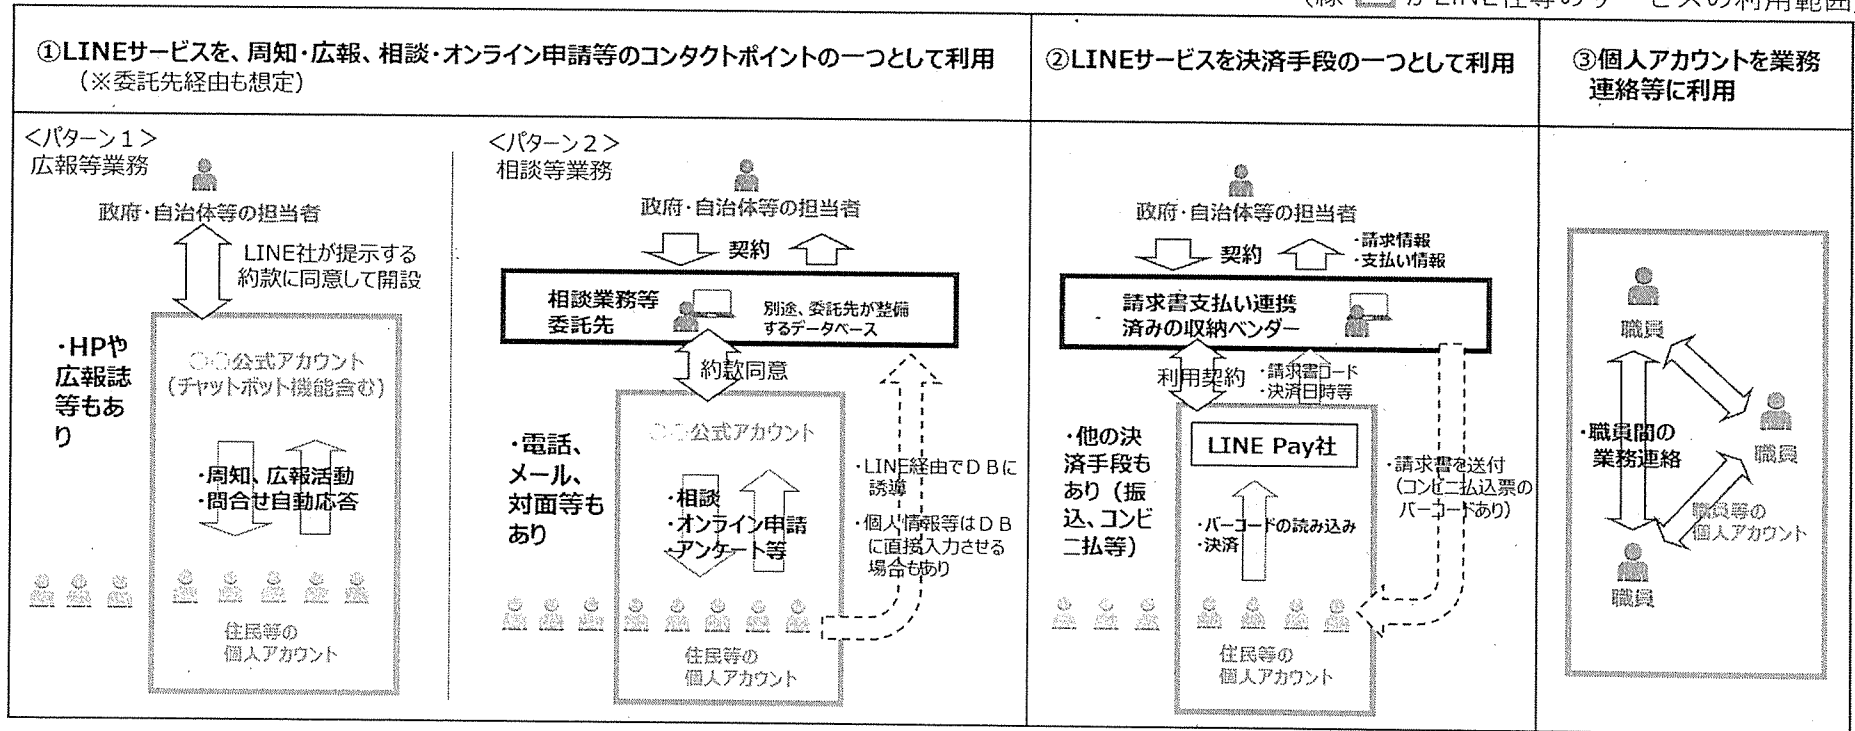 (緑 がLINE社等のサービスの利用範囲)
①LINEサービスを、周知・広報、相談・オンライン申請等のコンタクトポイントの一つとして利用
(※委託先経由も想定)
②LINEサービスを決済手段の一つとして利用
③個人アカウントを業務
連絡等に利用
<パターン1>
広報等業務
政府・自治体等の担当者
LINE社が提示する
約款に同意して開設
・HPや
広報誌
等もあ
り
○○公式アカウント
(チャットボット機能含む)
・周知、広報活動
・問合せ自動応答
住民等の
個人アカウント
<パターン2>
相談等業務
政府・自治体等の担当者
契約
相談業務等
委託先
別途、委託先が整備
するデータベース
約款同意
・電話、
メール、
対面等も
あり
○○公式アカウント
・相談
・オンライン申請
・アンケート等
・LINE経由でDBに
誘導
・個人情報等はDB
に直接入力させる
場合もあり
住民等の
個人アカウント
政府・自治体等の担当者
契約
・請求情報
・支払い情報
請求書支払い連携
済みの収納ベンダー
利用契約
・請求書コード
・決済日時等
・他の決
済手段も
あり(振
込、コンビ
ニ払等)
LINE Pay社
・バーコードの読み込み
・決済
・請求書を送付
(コンビニ払込票の
バーコードあり)
住民等の
個人アカウント
職員
職員
・職員間の
業務連絡
職員等の
個人アカウント
職員